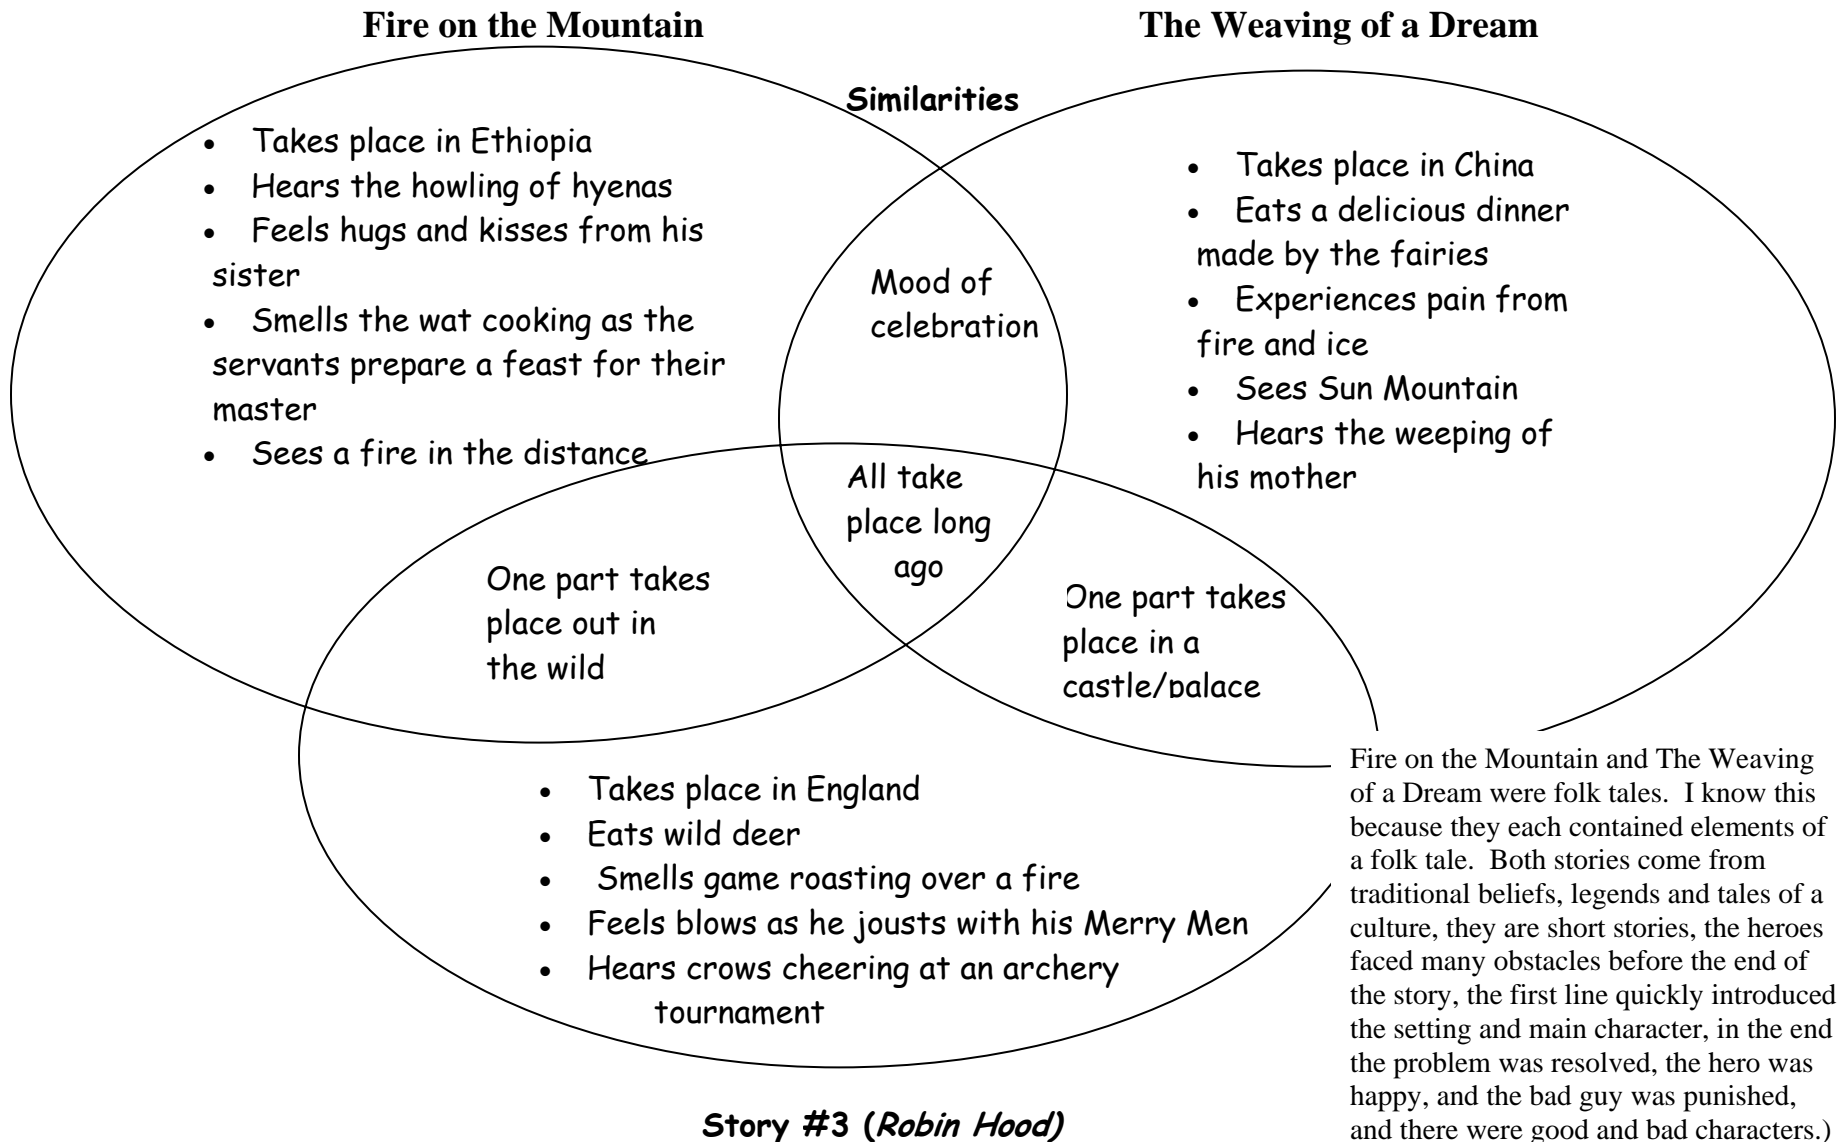 Fire on the Mountain
The Weaving of a Dream
Similarities
• Takes place in Ethiopia
• Hears the howling of hyenas
• Feels hugs and kisses from his
sister
• Smells the wat cooking as the
servants prepare a feast for their
master
• Sees a fire in the distance
Mood of
celebration
• Takes place in China
• Eats a delicious dinner
made by the fairies
• Experiences pain from
fire and ice
• Sees Sun Mountain
• Hears the weeping of
his mother
All take
place long
ago
One part takes
place out in
the wild
One part takes
place in a
castle/palace
• Takes place in England
• Eats wild deer
• Smells game roasting over a fire
• Feels blows as he jousts with his Merry Men
• Hears crows cheering at an archery
tournament
Story #3 (Robin Hood)
Fire on the Mountain and The Weaving
of a Dream were folk tales. I know this
because they each contained elements of
a folk tale. Both stories come from
traditional beliefs, legends and tales of a
culture, they are short stories, the heroes
faced many obstacles before the end of
the story, the first line quickly introduced
the setting and main character, in the end
the problem was resolved, the hero was
happy, and the bad guy was punished,
and there were good and bad characters.)